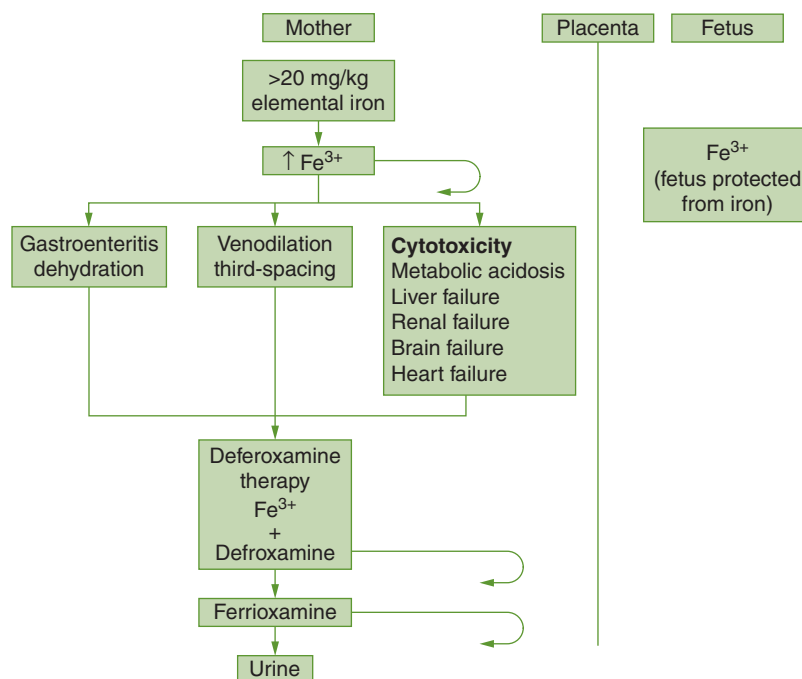 Mother
Placenta
Fetus
>20 mg/kg
elemental iron
↑ Fe³⁺
Fe³⁺
(fetus protected
from iron)
Gastroenteritis
dehydration
Venodilation
third-spacing
Cytotoxicity
Metabolic acidosis
Liver failure
Renal failure
Brain failure
Heart failure
Deferoxamine
therapy
Fe³⁺
+
Defroxamine
Ferrioxamine
Urine